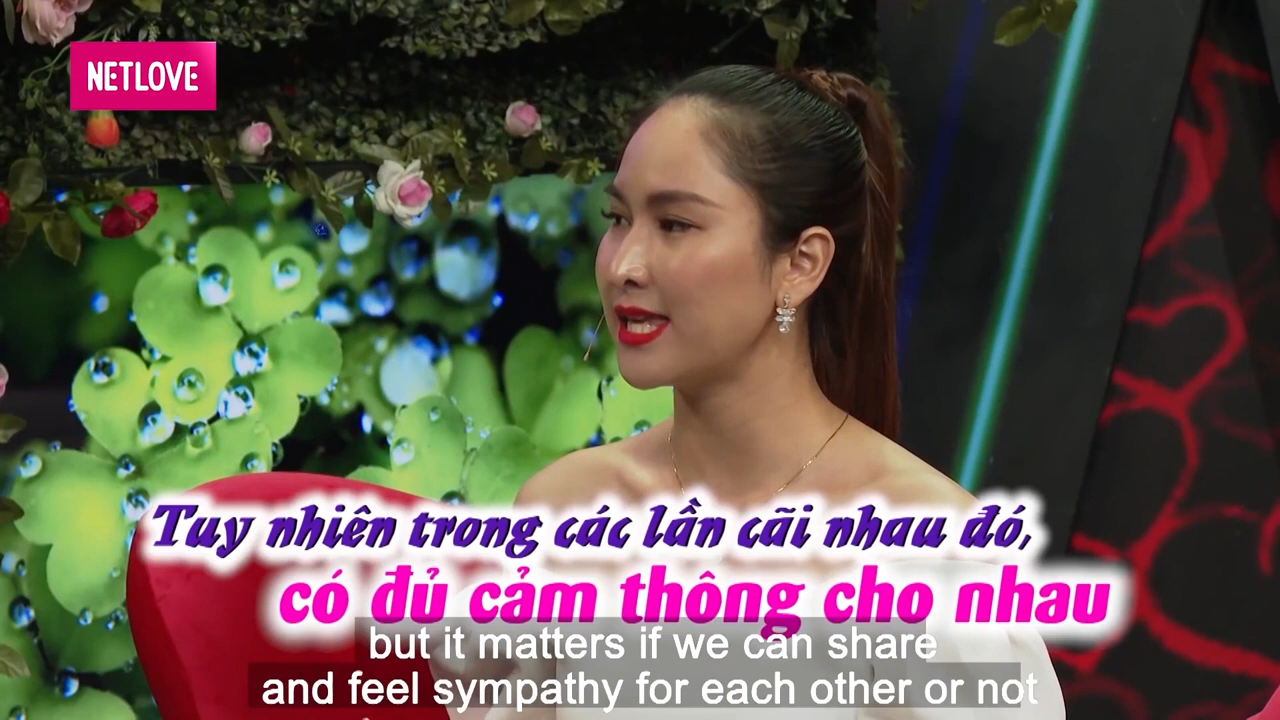 NETLOVE
Tuy nhiên trong các lần cãi nhau đó,
có đủ cảm thông cho nhau
but it matters if we can share
and feel sympathy for each other or not